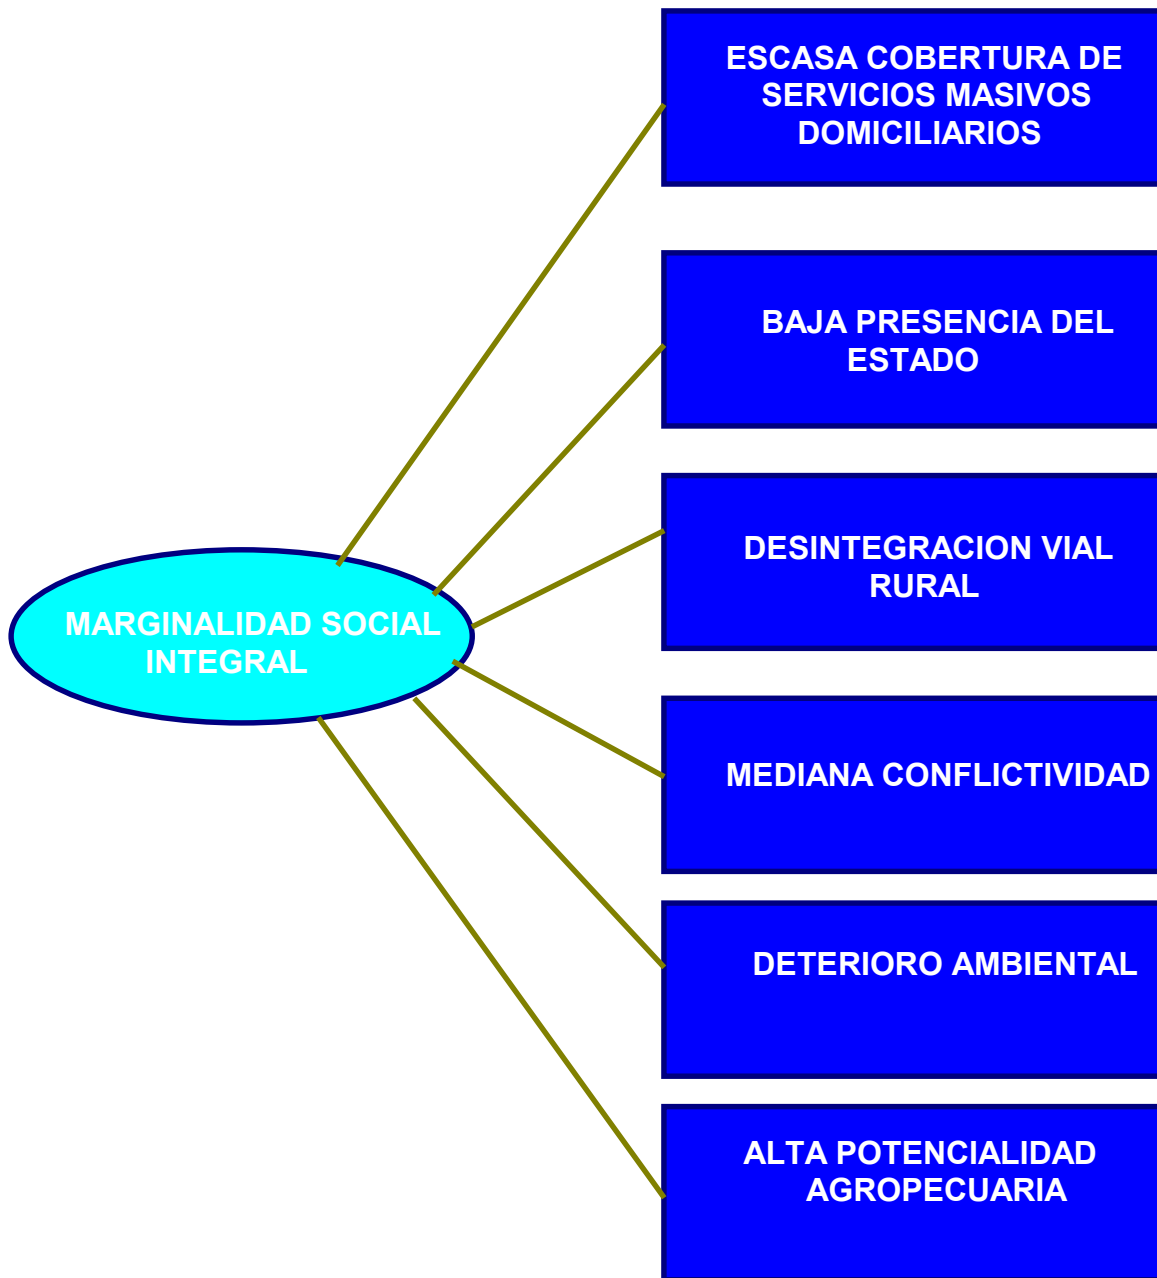 ESCASA COBERTURA DE
SERVICIOS MASIVOS
DOMICILIARIOS
BAJA PRESENCIA DEL
ESTADO
DESINTEGRACION VIAL
RURAL
MARGINALIDAD SOCIAL
INTEGRAL
MEDIANA CONFLICTIVIDAD
DETERIORO AMBIENTAL
ALTA POTENCIALIDAD
AGROPECUARIA